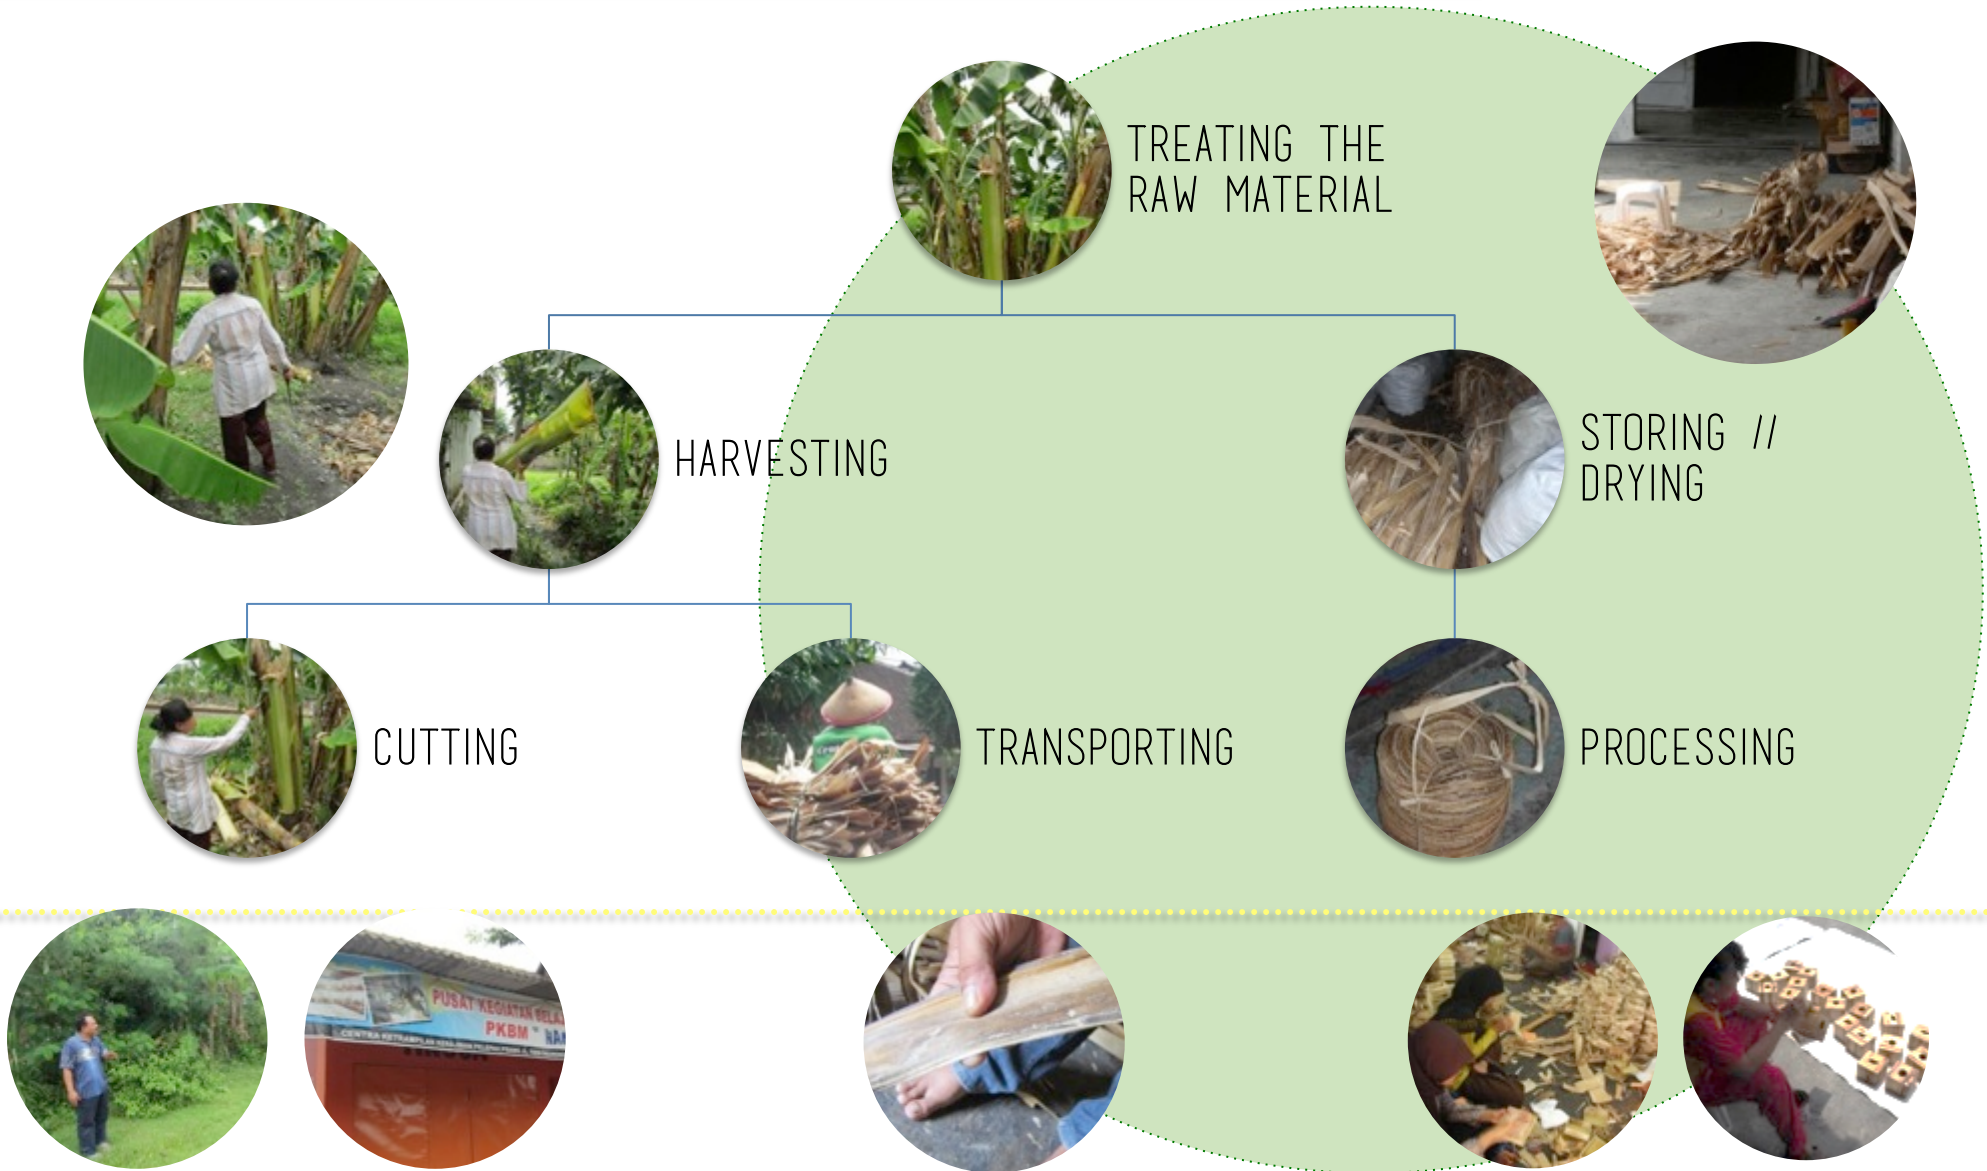 TREATING THE
RAW MATERIAL
HARVESTING
STORING //
DRYING
CUTTING
TRANSPORTING
PROCESSING
PUSAT KEGIATAN BELA
PKBM "